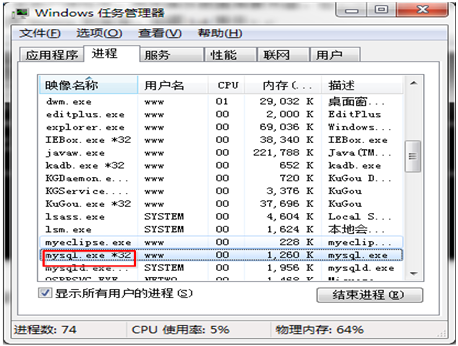 Windows 任务管理器
文件(F) 选项(O) 查看(V) 帮助(H)
应用程序 进程 服务 性能 联网 用户
映像名称 用户名 CPU 内存(... 描述
dwm.exe www 01 29,032 K 桌面窗...
editplus.exe www 00 2,000 K EditPlus
explorer.exe www 00 69,036 K Windows...
IEBox.exe *32 www 00 38,340 K IEBox.exe
javaw.exe www 00 221,788 K Java(TM...
kadb.exe *32 www 00 652 K kadb.exe
KGDaemon.e... www 00 720 K KuGou D...
KGService.... www 00 3,376 K KuGou
KuGou.exe *32 www 00 37,696 K KuGou
lsass.exe SYSTEM 00 4,604 K Local S...
lsm.exe SYSTEM 00 1,624 K 本地会...
myeclipse.exe www 00 228 K myeclip...
mysql.exe *32 www 00 1,260 K mysql.exe
mysqld.exe... SYSTEM 00 1,956 K mysqld.exe
显示所有用户的进程(S) 结束进程(E)
进程数: 74 CPU 使用率: 5% 物理内存: 64%